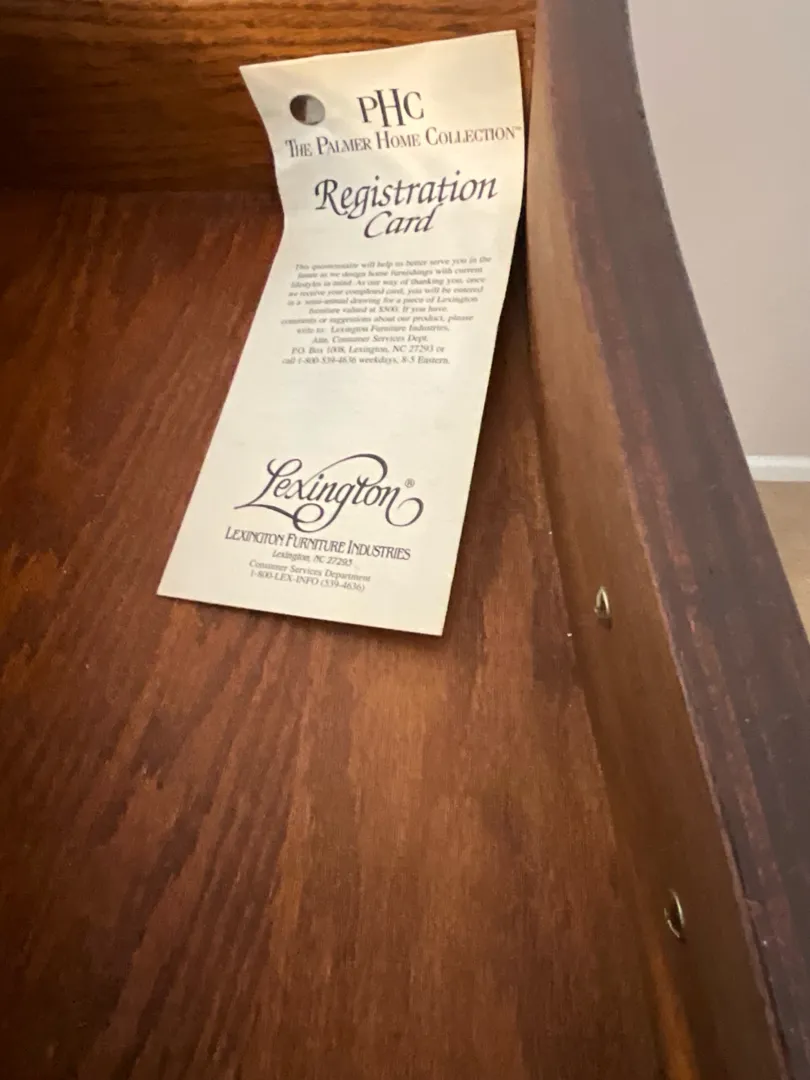 PHC
THE PALMER HOME COLLECTION™
Registration
Card
This questionnaire will help us better serve you in the
future as we design home furnishings with current
lifestyles in mind. As our way of thanking you, once
we receive your completed card, you will be entered
in a semi-annual drawing for a piece of Lexington
furniture valued at $500. If you have
comments or suggestions about our product, please
write to: Lexington Furniture Industries,
Attn. Consumer Services Dept.
P.O. Box 1008, Lexington, NC 27293 or
call 1-800-539-4636 weekdays, 8-5 Eastern.
Lexington®
LEXINGTON FURNITURE INDUSTRIES
Lexington, NC 27293
Consumer Services Department
1-800-LEX-INFO (539-4636)